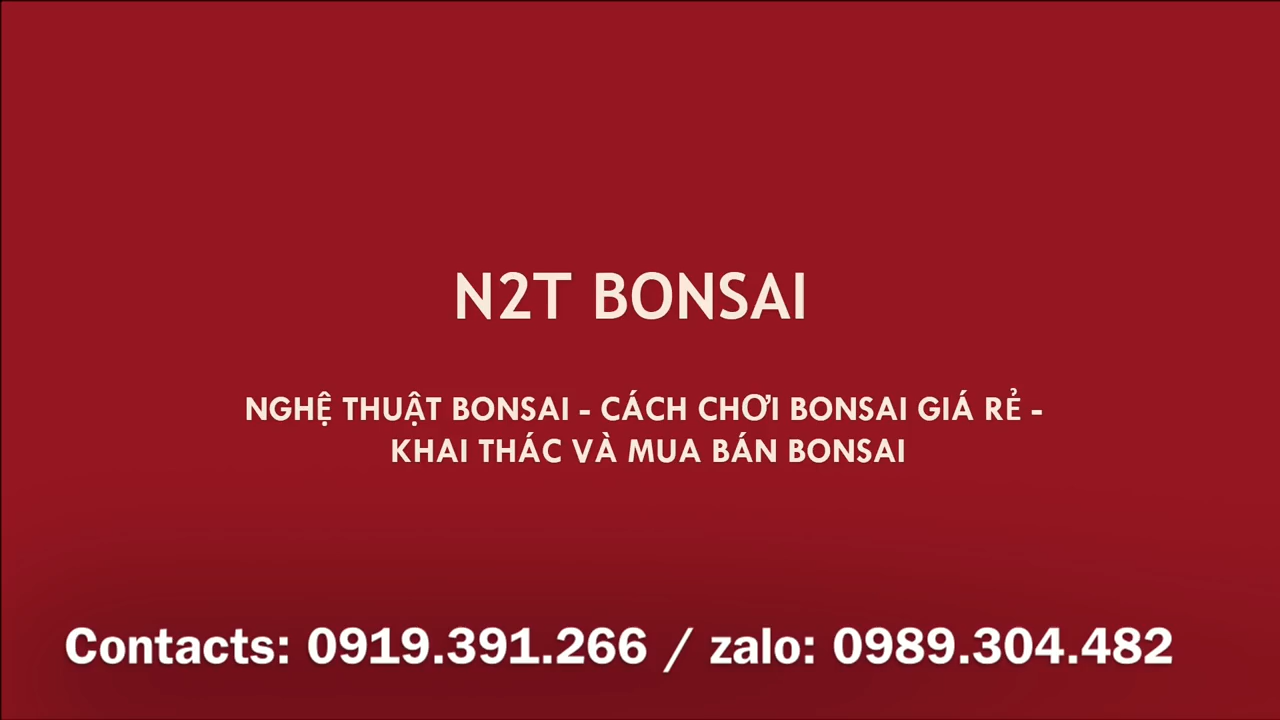 N2T BONSAI
NGHỆ THUẬT BONSAI - CÁCH CHƠI BONSAI GIÁ RẺ -
KHAI THÁC VÀ MUA BÁN BONSAI
Contacts: 0919.391.266 / zalo: 0989.304.482